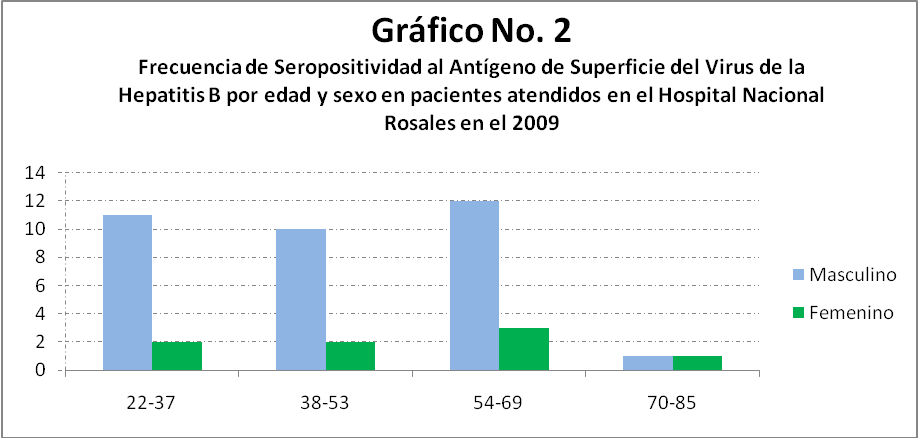 Gráfico No. 2
Frecuencia de Seropositividad al Antígeno de Superficie del Virus de la
Hepatitis B por edad y sexo en pacientes atendidos en el Hospital Nacional
Rosales en el 2009
14
12
10
8
6
4
2
0
22-37
38-53
54-69
70-85
Masculino
Femenino